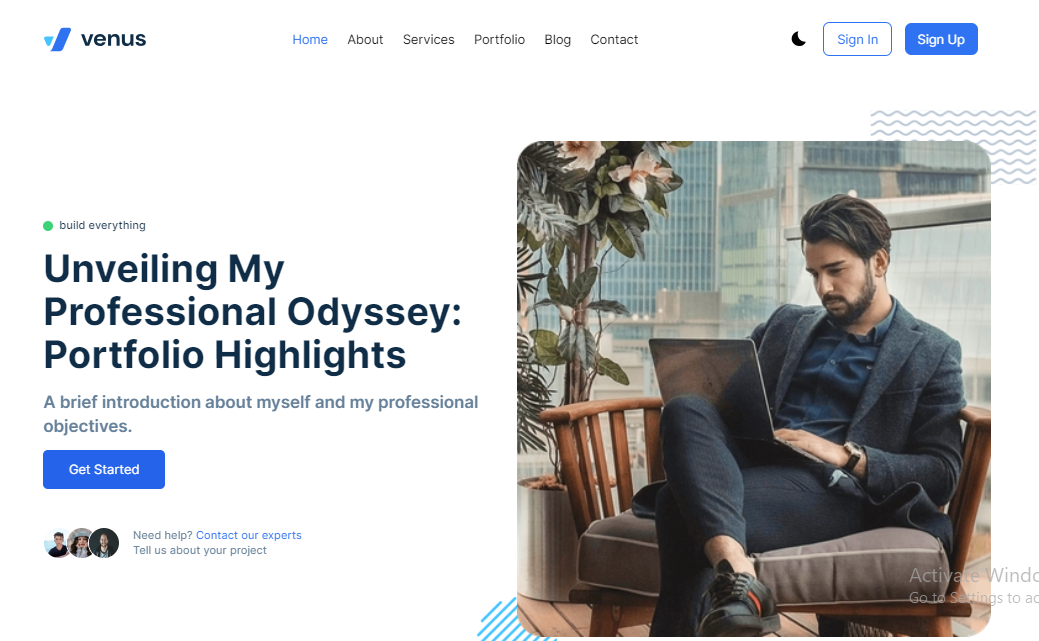 venus
Home About Services Portfolio Blog Contact
Sign In
Sign Up
build everything
Unveiling My
Professional Odyssey:
Portfolio Highlights
A brief introduction about myself and my professional
objectives.
Get Started
Need help? Contact our experts
Tell us about your project
Activate Windo
Go to Settings to ac